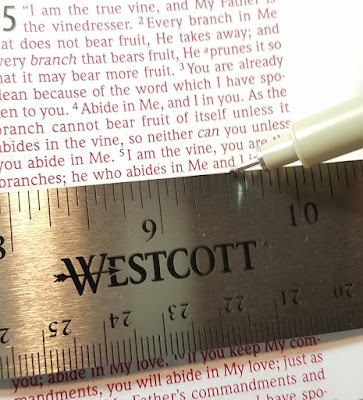 5 "I am the true vine, and My Father is
the vinedresser. 2 Every branch in Me
that does not bear fruit, He takes away; and
every branch that bears fruit, He a prunes it so
that it may bear more fruit. 3 You are already
clean because of the word which I have spo-
ken to you. 4 Abide in Me, and I in you. As the
branch cannot bear fruit of itself unless it
abides in the vine, so neither can you unless
you abide in Me. 5 I am the vine, you are
branches; he who abides in Me and I
8 9 10
WESTCOTT
25 24 23 22 21 20
you; abide in My love. If you keep My com-
mandments, you will abide in My love; just as
Father's commandments and
have spo-